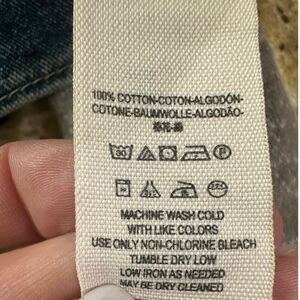 100% COTTON-COTON-ALGODÓN-
COTONE-BAUMWOLLE-ALGODÃO-
MACHINE WASH COLD
WITH LIKE COLORS
USE ONLY NON-CHLORINE BLEACH
TUMBLE DRY LOW
LOW IRON AS NEEDED
MAY BE DRY CLEANED